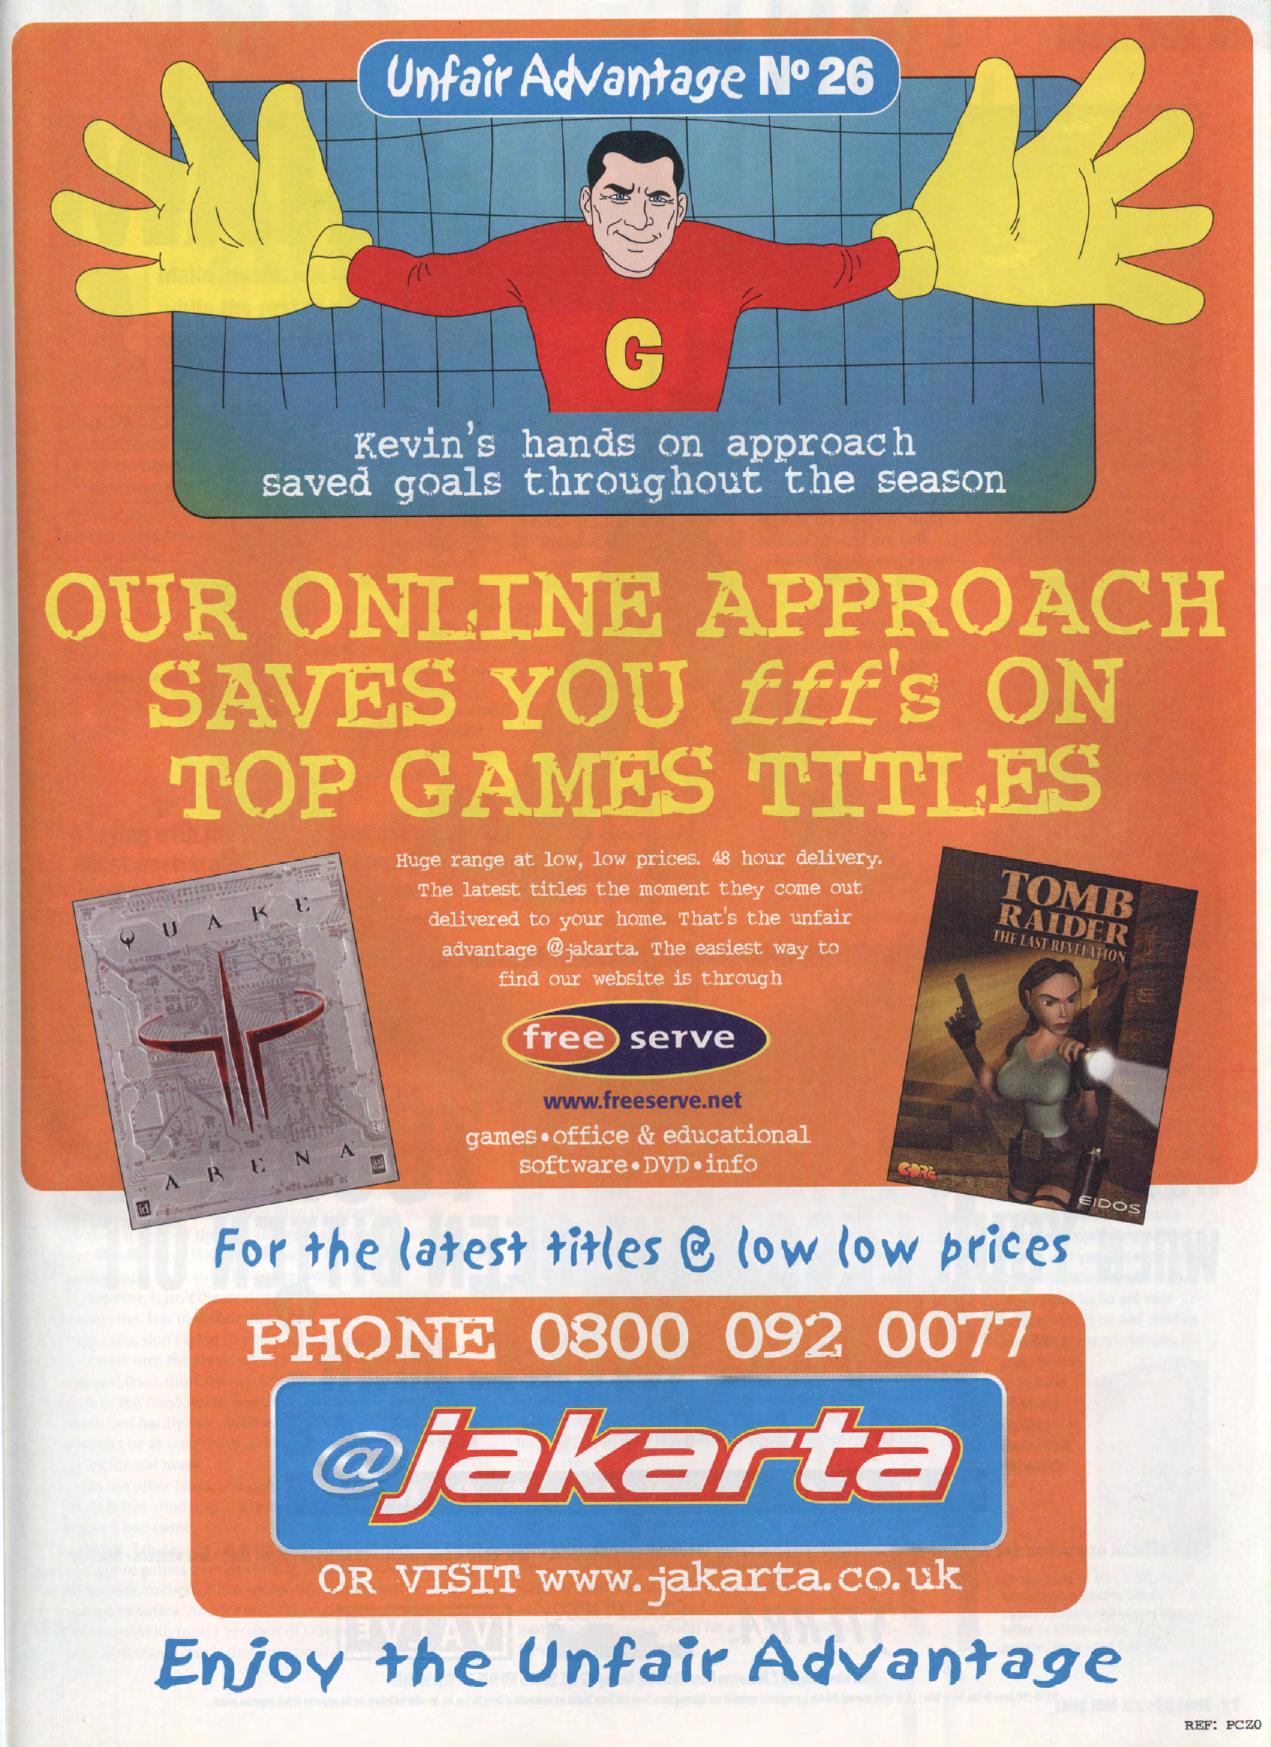 Unfair Advantage Nº 26
G
Kevin's hands on approach
saved goals throughout the season
OUR ONLINE APPROACH
SAVES YOU £££'s ON
TOP GAMES TITLES
Huge range at low, low prices. 48 hour delivery.
The latest titles the moment they come out
delivered to your home. That's the unfair
advantage @jakarta. The easiest way to
find our website is through
free serve
www.freeserve.net
games•office & educational
software•DVD•info
QUAKE
ARENA
id
TOMB
RAIDER
THE LAST REVELATION
CORE
EIDOS
For the latest titles @ low low prices
PHONE 0800 092 0077
@jakarta
OR VISIT www.jakarta.co.uk
Enjoy the Unfair Advantage
REF: PCZ0